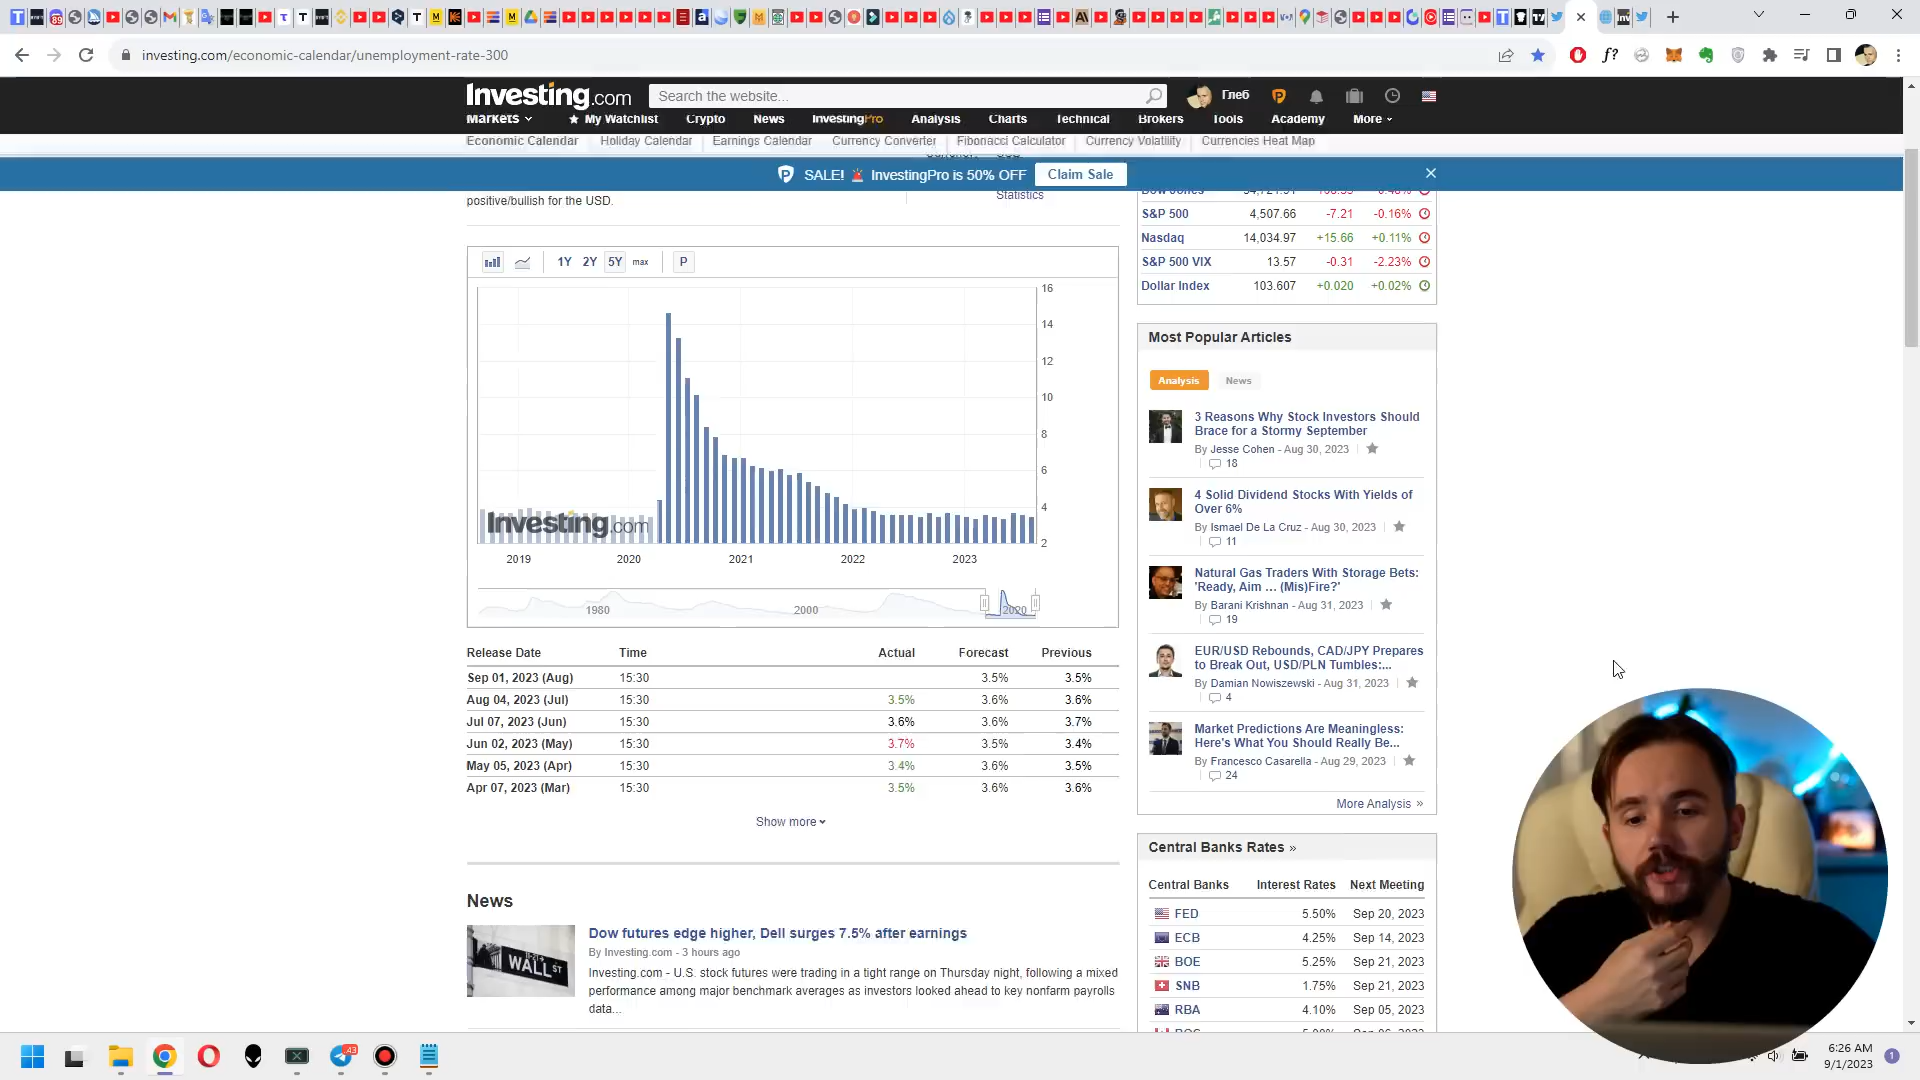 investing.com/economic-calendar/unemployment-rate-300
Investing.com
Search the website...
Глеб
Markets
My Watchlist
Crypto
News
InvestingPro
Analysis
Charts
Technical
Brokers
Tools
Academy
More
Economic Calendar
Holiday Calendar
Earnings Calendar
Currency Converter
Fibonacci Calculator
Currency Volatility
Currencies Heat Map
SALE! InvestingPro is 50% OFF
Claim Sale
positive/bullish for the USD.
Statistics
S&P 500 4,507.66 -7.21 -0.16%
Nasdaq 14,034.97 +15.66 +0.11%
S&P 500 VIX 13.57 -0.31 -2.23%
Dollar Index 103.607 +0.020 +0.02%
1Y 2Y 5Y max P
16
14
12
10
8
6
4
2
Investing.com
2019 2020 2021 2022 2023
1980 2000 2020
Release Date Time Actual Forecast Previous
Sep 01, 2023 (Aug) 15:30 3.5% 3.5%
Aug 04, 2023 (Jul) 15:30 3.5% 3.6% 3.6%
Jul 07, 2023 (Jun) 15:30 3.6% 3.6% 3.7%
Jun 02, 2023 (May) 15:30 3.7% 3.5% 3.4%
May 05, 2023 (Apr) 15:30 3.4% 3.6% 3.5%
Apr 07, 2023 (Mar) 15:30 3.5% 3.6% 3.6%
Show more
News
WALL ST
Dow futures edge higher, Dell surges 7.5% after earnings
By Investing.com - 3 hours ago
Investing.com - U.S. stock futures were trading in a tight range on Thursday night, following a mixed
performance among major benchmark averages as investors looked ahead to key nonfarm payrolls
data...
Most Popular Articles
Analysis
News
3 Reasons Why Stock Investors Should
Brace for a Stormy September
By Jesse Cohen - Aug 30, 2023
18
4 Solid Dividend Stocks With Yields of
Over 6%
By Ismael De La Cruz - Aug 30, 2023
11
Natural Gas Traders With Storage Bets:
'Ready, Aim ... (Mis)Fire?'
By Barani Krishnan - Aug 31, 2023
19
EUR/USD Rebounds, CAD/JPY Prepares
to Break Out, USD/PLN Tumbles:...
By Damian Nowiszewski - Aug 31, 2023
4
Market Predictions Are Meaningless:
Here's What You Should Really Be...
By Francesco Casarella - Aug 29, 2023
24
More Analysis »
Central Banks Rates »
Central Banks Interest Rates Next Meeting
FED 5.50% Sep 20, 2023
ECB 4.25% Sep 14, 2023
BOE 5.25% Sep 21, 2023
SNB 1.75% Sep 21, 2023
RBA 4.10% Sep 05, 2023
43
6:26 AM
9/1/2023
1